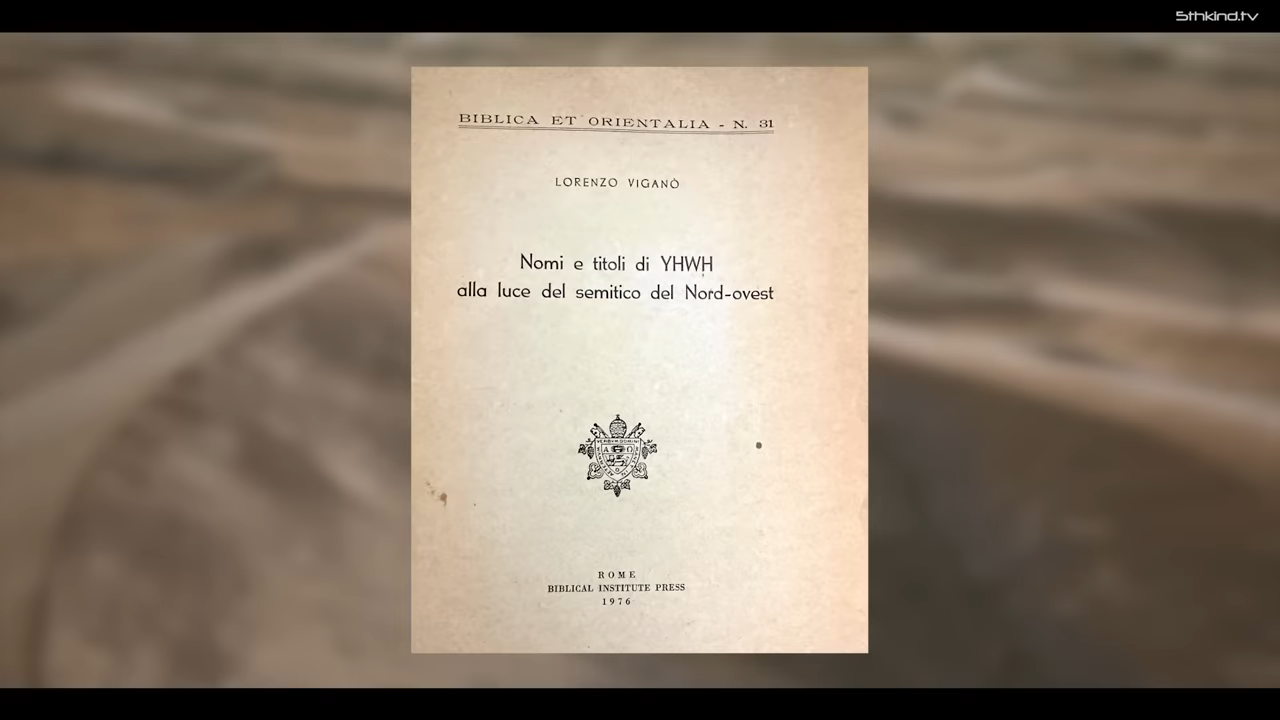 5thkind.tv
BIBLICA ET ORIENTALIA - N. 31
LORENZO VIGANÒ
Nomi e titoli di YHWH
alla luce del semitico del Nord-ovest
ROME
BIBLICAL INSTITUTE PRESS
1976